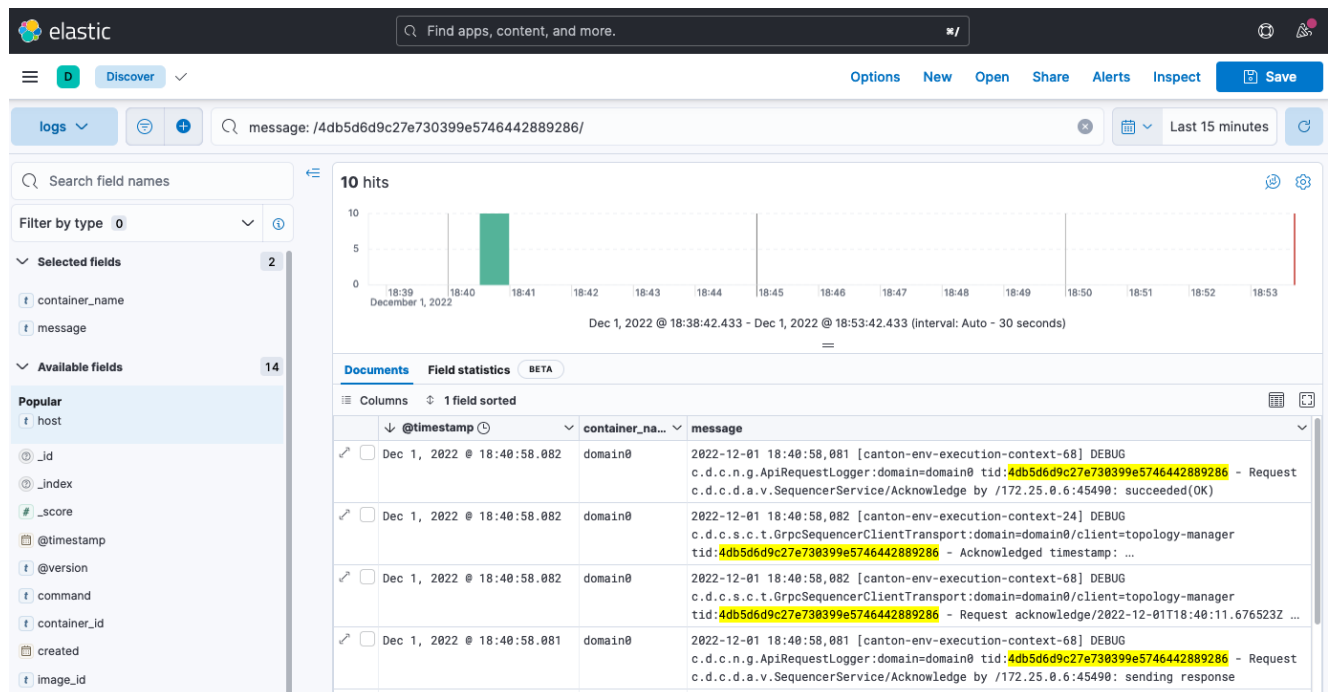 elastic
Find apps, content, and more.
⌘/
D
Discover
Options
New
Open
Share
Alerts
Inspect
Save
logs
message: /4db5d6d9c27e730399e5746442889286/
Last 15 minutes
Search field names
Filter by type 0
Selected fields 2
t container_name
t message
Available fields 14
Popular
t host
_id
_index
# _score
@timestamp
t @version
t command
t container_id
created
t image_id
10 hits
10
5
0
18:39 18:40 18:41 18:42 18:43 18:44 18:45 18:46 18:47 18:48 18:49 18:50 18:51 18:52 18:53
December 1, 2022
Dec 1, 2022 @ 18:38:42.433 - Dec 1, 2022 @ 18:53:42.433 (interval: Auto - 30 seconds)
Documents Field statistics BETA
Columns 1 field sorted
@timestamp container_na... message
Dec 1, 2022 @ 18:40:58.082 domain0 2022-12-01 18:40:58,081 [canton-env-execution-context-68] DEBUG
c.d.c.n.g.ApiRequestLogger:domain=domain0 tid:4db5d6d9c27e730399e5746442889286 - Request
c.d.c.d.a.v.SequencerService/Acknowledge by /172.25.0.6:45490: succeeded(OK)
Dec 1, 2022 @ 18:40:58.082 domain0 2022-12-01 18:40:58,082 [canton-env-execution-context-24] DEBUG
c.d.c.s.c.t.GrpcSequencerClientTransport:domain=domain0/client=topology-manager
tid:4db5d6d9c27e730399e5746442889286 - Acknowledged timestamp: ...
Dec 1, 2022 @ 18:40:58.082 domain0 2022-12-01 18:40:58,082 [canton-env-execution-context-68] DEBUG
c.d.c.s.c.t.GrpcSequencerClientTransport:domain=domain0/client=topology-manager
tid:4db5d6d9c27e730399e5746442889286 - Request acknowledge/2022-12-01T18:40:11.676523Z ...
Dec 1, 2022 @ 18:40:58.081 domain0 2022-12-01 18:40:58,081 [canton-env-execution-context-68] DEBUG
c.d.c.n.g.ApiRequestLogger:domain=domain0 tid:4db5d6d9c27e730399e5746442889286 - Request
c.d.c.d.a.v.SequencerService/Acknowledge by /172.25.0.6:45490: sending response